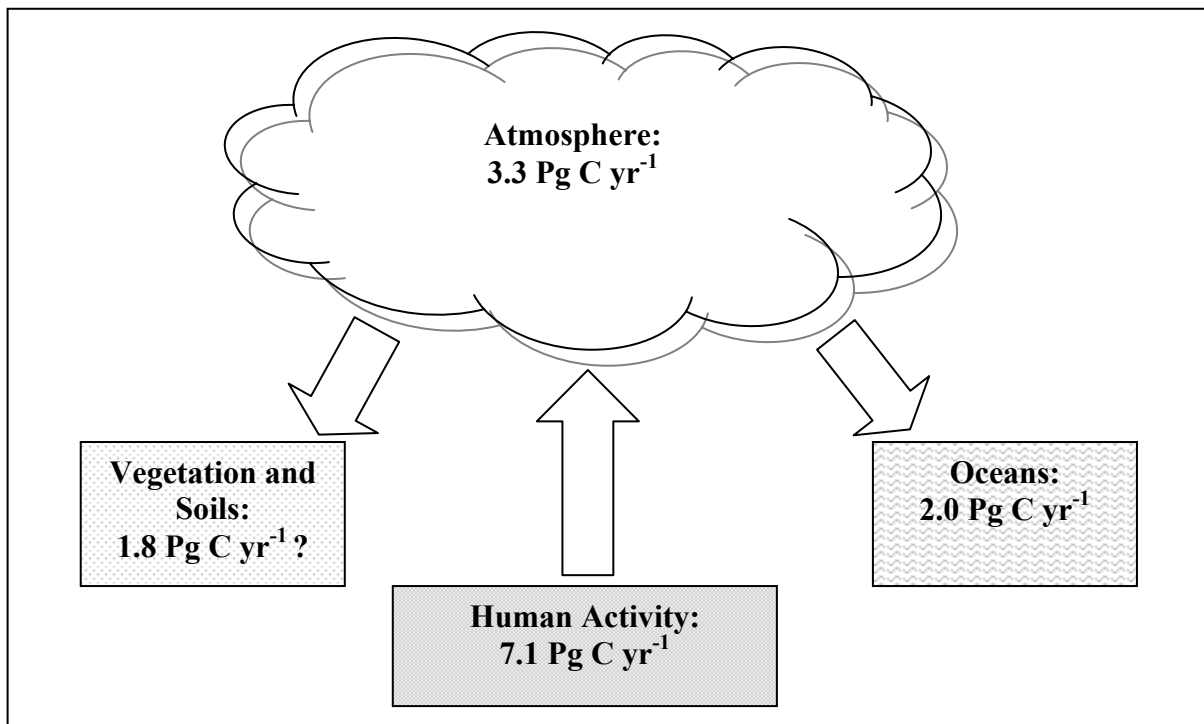 Atmosphere:
3.3 Pg C yr⁻¹
Vegetation and
Soils:
1.8 Pg C yr⁻¹ ?
Oceans:
2.0 Pg C yr⁻¹
Human Activity:
7.1 Pg C yr⁻¹